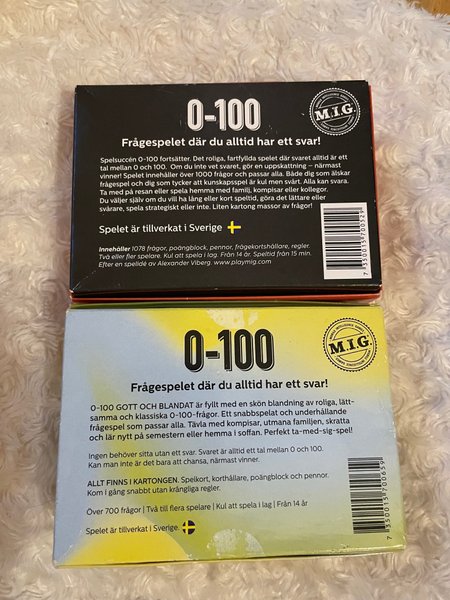 0-100
M.I.G.
Frågespelet där du alltid har ett svar!
Spelsuccén 0-100 fortsätter. Det roliga, fartfyllda spelet där svaret alltid är ett
tal mellan 0 och 100. Om du inte vet svaret, gör en uppskattning – närmast
vinner! Spelet innehåller över 1000 frågor och passar alla. Både dig som älskar
frågespel och dig som tycker att kunskapsspel är kul men svårt. Alla kan svara.
Ta med på resan eller spela hemma med familj, kompisar eller kollegor.
Du väljer själv om du vill ha lång eller kort speltid, göra det lättare eller
svårare, spela strategiskt eller inte. Liten kartong massor av frågor!
Spelet är tillverkat i Sverige
Innehåller 1078 frågor, poängblock, pennor, frågekortshållare, regler.
Två eller fler spelare. Kul att spela i lag. Från 14 år. Speltid från 15 min.
Efter en spelidé av Alexander Viberg. www.playmig.com
0-100
M.I.G.
Frågespelet där du alltid har ett svar!
0-100 GOTT OCH BLANDAT är fyllt med en skön blandning av roliga, lätt-
samma och klassiska 0-100-frågor. Ett snabbspelat och underhållande
frågespel som passar alla. Tävla med kompisar, utmana familjen, skratta
och lär nytt på semestern eller hemma i soffan. Perfekt ta-med-sig-spel!
Ingen behöver sitta utan ett svar. Svaret är alltid ett tal mellan 0 och 100.
Kan man inte är det bara att chansa, närmast vinner.
ALLT FINNS I KARTONGEN. Spelkort, korthållare, poängblock och pennor.
Kom i gång snabbt utan krångliga regler.
Över 700 frågor | Två till flera spelare | Kul att spela i lag | Från 14 år
Spelet är tillverkat i Sverige.